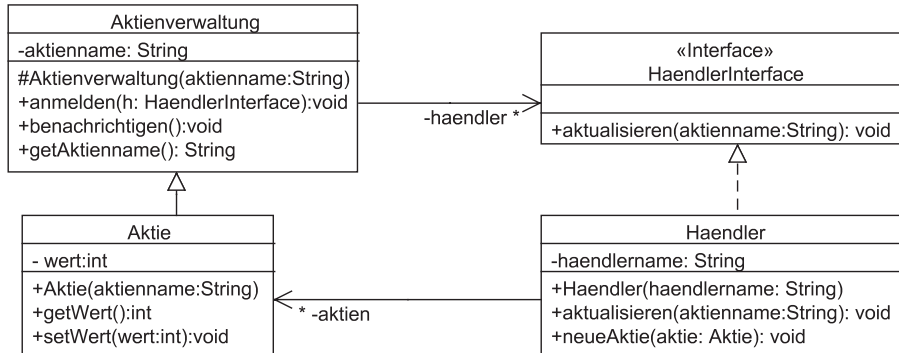 Aktienverwaltung
-aktienname: String
#Aktienverwaltung(aktienname:String)
+anmelden(h: HaendlerInterface):void
+benachrichtigen():void
+getAktienname(): String
-haendler *
«Interface»
HaendlerInterface
+aktualisieren(aktienname:String): void
Aktie
- wert:int
+Aktie(aktienname:String)
+getWert():int
+setWert(wert:int):void
* -aktien
Haendler
-haendlername: String
+Haendler(haendlername: String)
+aktualisieren(aktienname:String): void
+neueAktie(aktie: Aktie): void